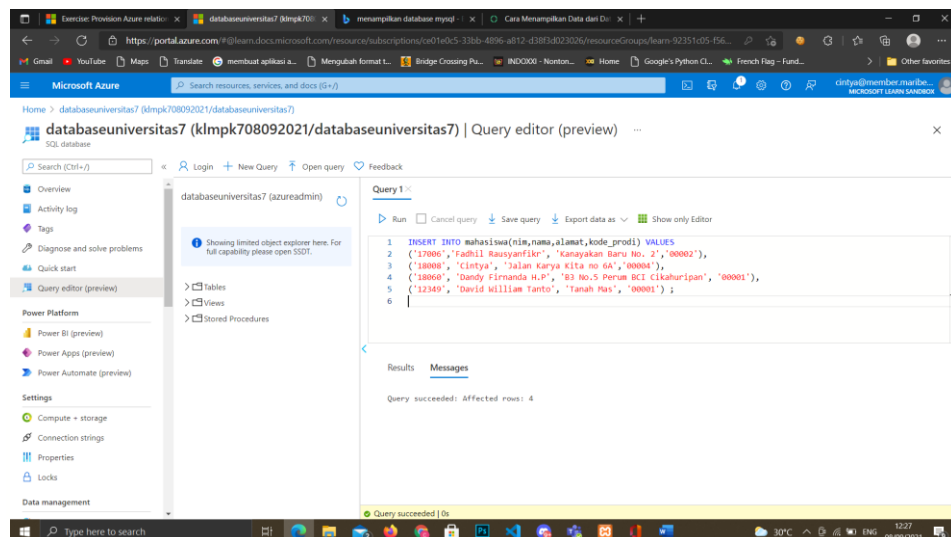 Exercise: Provision Azure relation
databaseuniversitas7 (klmpk708
menampilkan database mysql -
Cara Menampilkan Data dari Dat
https://portal.azure.com/#@learn.docs.microsoft.com/resource/subscriptions/ce01e0c5-33bb-4896-a812-d38f3d023026/resourceGroups/learn-92351c05-f56...
Gmail
YouTube
Maps
Translate
membuat aplikasi a...
Mengubah format t...
Bridge Crossing Pu...
INDOXXI - Nonton...
Home
Google's Python Cl...
French Flag – Fund...
Other favorites
Microsoft Azure
Search resources, services, and docs (G+/)
cintya@member.maribe...
MICROSOFT LEARN SANDBOX
Home > databaseuniversitas7 (klmpk708092021/databaseuniversitas7)
databaseuniversitas7 (klmpk708092021/databaseuniversitas7) | Query editor (preview) ...
SQL database
Search (Ctrl+/)
Overview
Activity log
Tags
Diagnose and solve problems
Quick start
Query editor (preview)
Power Platform
Power BI (preview)
Power Apps (preview)
Power Automate (preview)
Settings
Compute + storage
Connection strings
Properties
Locks
Data management
Login
New Query
Open query
Feedback
databaseuniversitas7 (azureadmin)
Showing limited object explorer here. For
full capability please open SSDT.
Tables
Views
Stored Procedures
Query 1
Run
Cancel query
Save query
Export data as
Show only Editor
1 INSERT INTO mahasiswa(nim,nama,alamat,kode_prodi) VALUES
2 ('17006','Fadhil Rausyanfikr', 'Kanayakan Baru No. 2','00002'),
3 ('18008', 'Cintya', 'Jalan Karya Kita no 6A','00004'),
4 ('18060', 'Dandy Firnanda H.P', 'B3 No.5 Perum BCI Cikahuripan', '00001'),
5 ('12349', 'David William Tanto', 'Tanah Mas', '00001') ;
6
Results
Messages
Query succeeded: Affected rows: 4
Query succeeded | 0s
Type here to search
30°C
ENG
12:27
09/09/2021